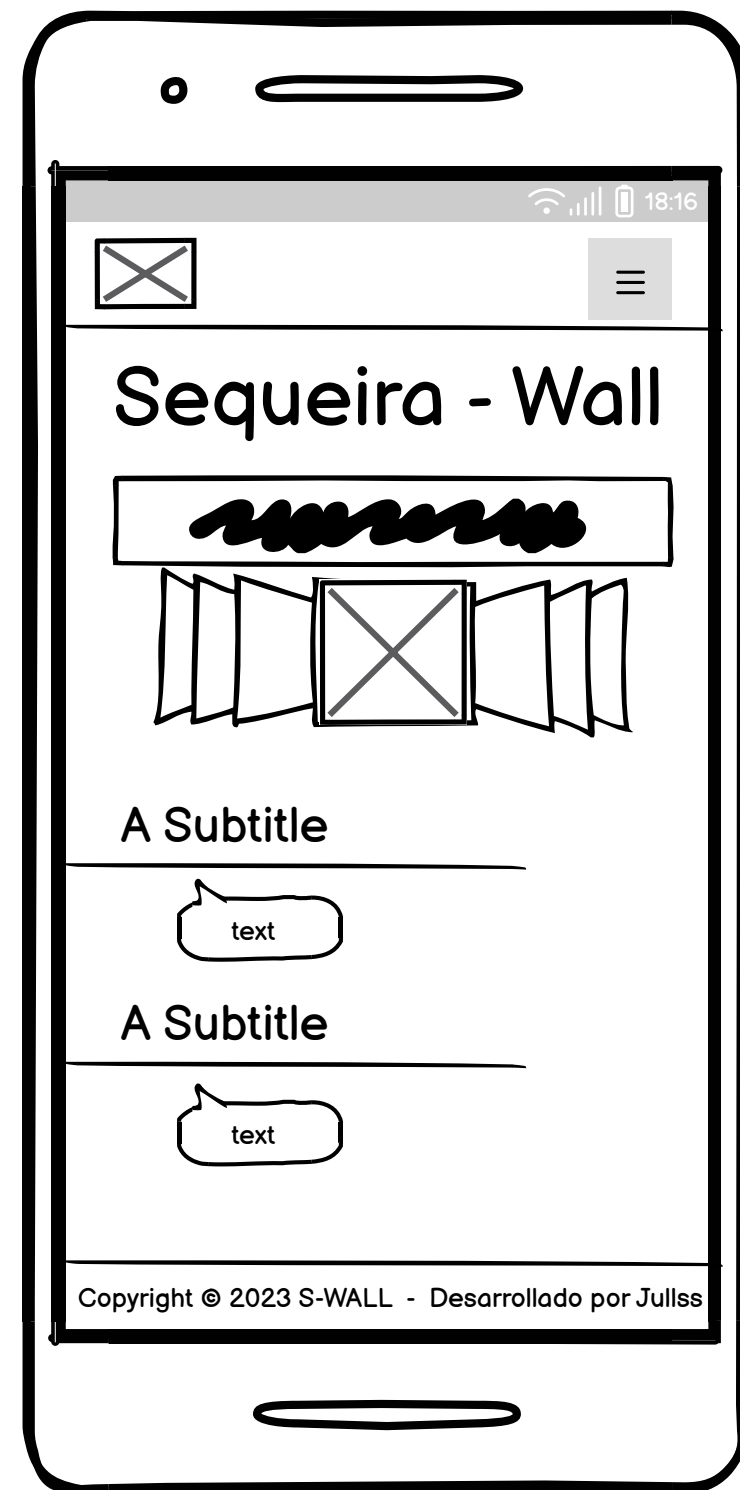 18:16
Sequeira - Wall
A Subtitle
text
A Subtitle
text
Copyright © 2023 S-WALL - Desarrollado por Jullss